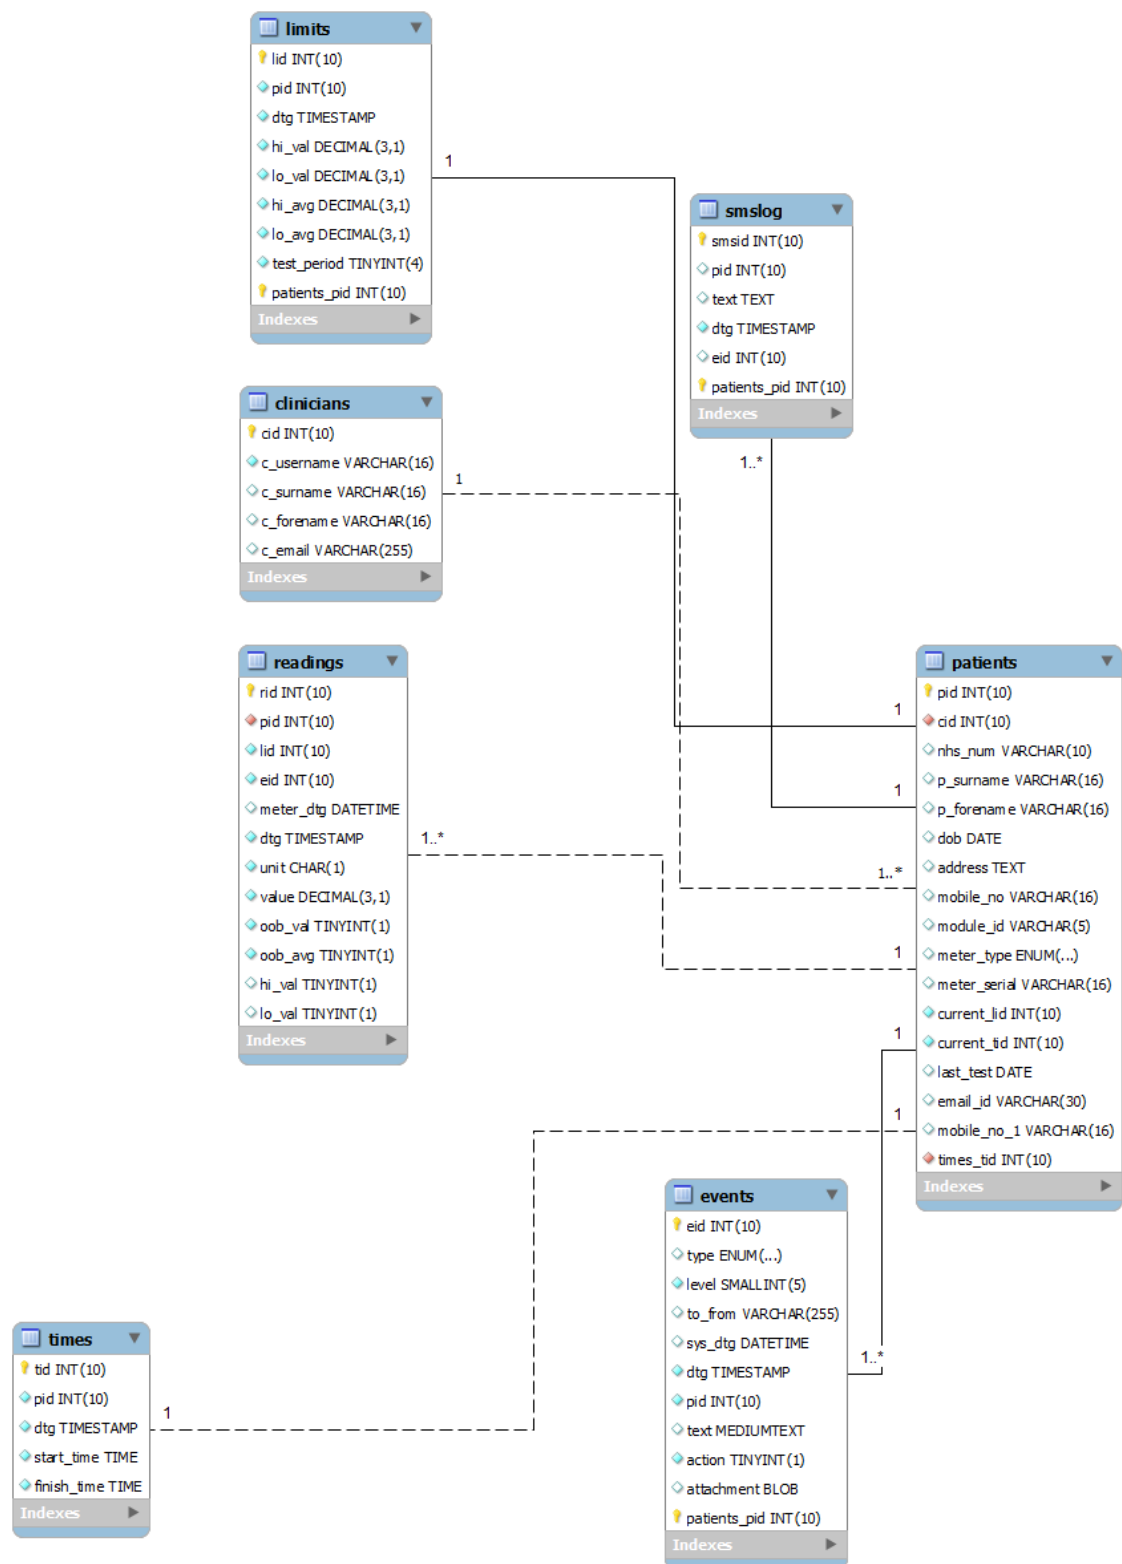 limits
lid INT(10)
pid INT(10)
dtg TIMESTAMP
hi_val DECIMAL(3,1)
lo_val DECIMAL(3,1)
hi_avg DECIMAL(3,1)
lo_avg DECIMAL(3,1)
test_period TINYINT(4)
patients_pid INT(10)
Indexes
1
smslog
smsid INT(10)
pid INT(10)
text TEXT
dtg TIMESTAMP
eid INT(10)
patients_pid INT(10)
Indexes
1..*
clinicians
cid INT(10)
c_username VARCHAR(16)
c_surname VARCHAR(16)
c_forename VARCHAR(16)
c_email VARCHAR(255)
Indexes
1
readings
rid INT(10)
pid INT(10)
lid INT(10)
eid INT(10)
meter_dtg DATETIME
dtg TIMESTAMP
unit CHAR(1)
value DECIMAL(3,1)
oob_val TINYINT(1)
oob_avg TINYINT(1)
hi_val TINYINT(1)
lo_val TINYINT(1)
Indexes
1..*
patients
pid INT(10)
cid INT(10)
nhs_num VARCHAR(10)
p_surname VARCHAR(16)
p_forename VARCHAR(16)
dob DATE
address TEXT
mobile_no VARCHAR(16)
module_id VARCHAR(5)
meter_type ENUM(...)
meter_serial VARCHAR(16)
current_lid INT(10)
current_tid INT(10)
last_test DATE
email_id VARCHAR(30)
mobile_no_1 VARCHAR(16)
times_tid INT(10)
Indexes
1
1
1..*
1
1
1
events
eid INT(10)
type ENUM(...)
level SMALLINT(5)
to_from VARCHAR(255)
sys_dtg DATETIME
dtg TIMESTAMP
pid INT(10)
text MEDIUMTEXT
action TINYINT(1)
attachment BLOB
patients_pid INT(10)
Indexes
1..*
times
tid INT(10)
pid INT(10)
dtg TIMESTAMP
start_time TIME
finish_time TIME
Indexes
1